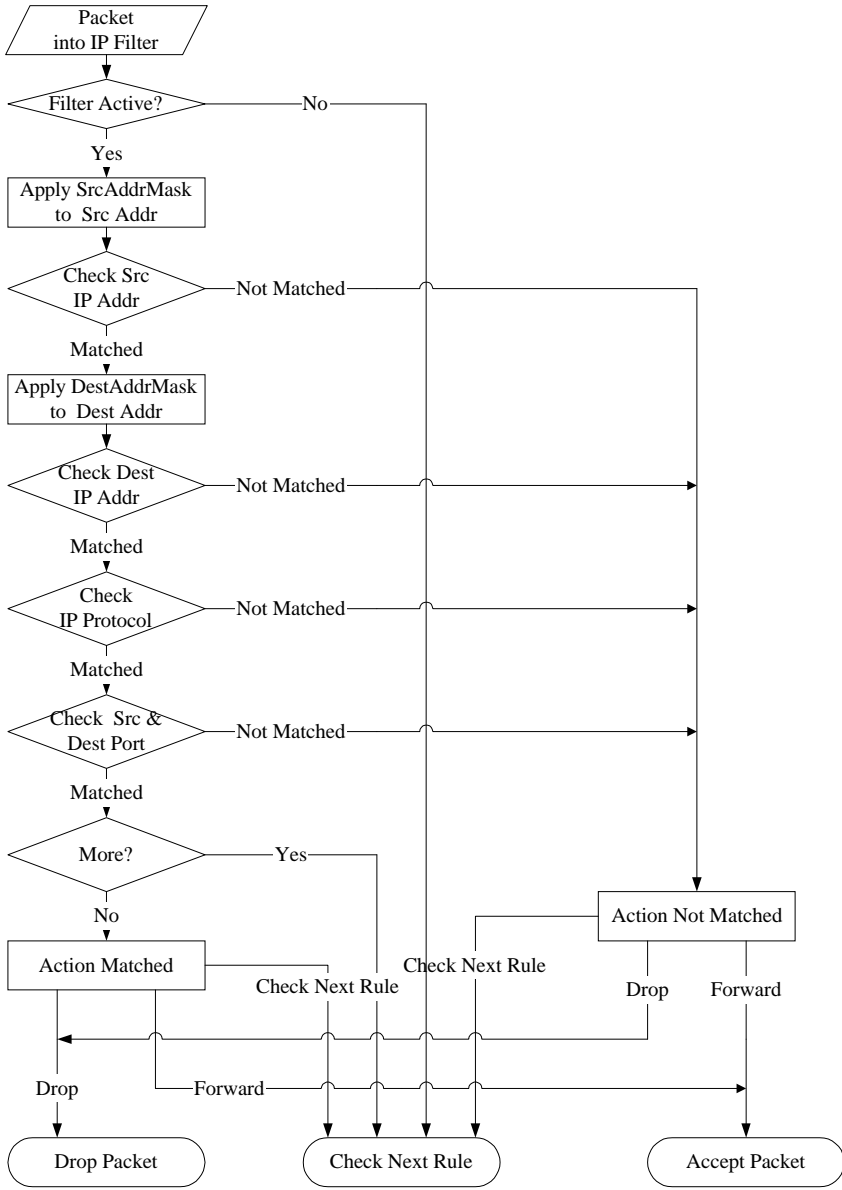 Packet
into IP Filter
Filter Active?
No
Yes
Apply SrcAddrMask
to Src Addr
Check Src
IP Addr
Not Matched
Matched
Apply DestAddrMask
to Dest Addr
Check Dest
IP Addr
Not Matched
Matched
Check
IP Protocol
Not Matched
Matched
Check Src &
Dest Port
Not Matched
Matched
More?
Yes
No
Action Not Matched
Action Matched
Check Next Rule
Check Next Rule
Drop
Forward
Drop
Forward
Drop Packet
Check Next Rule
Accept Packet